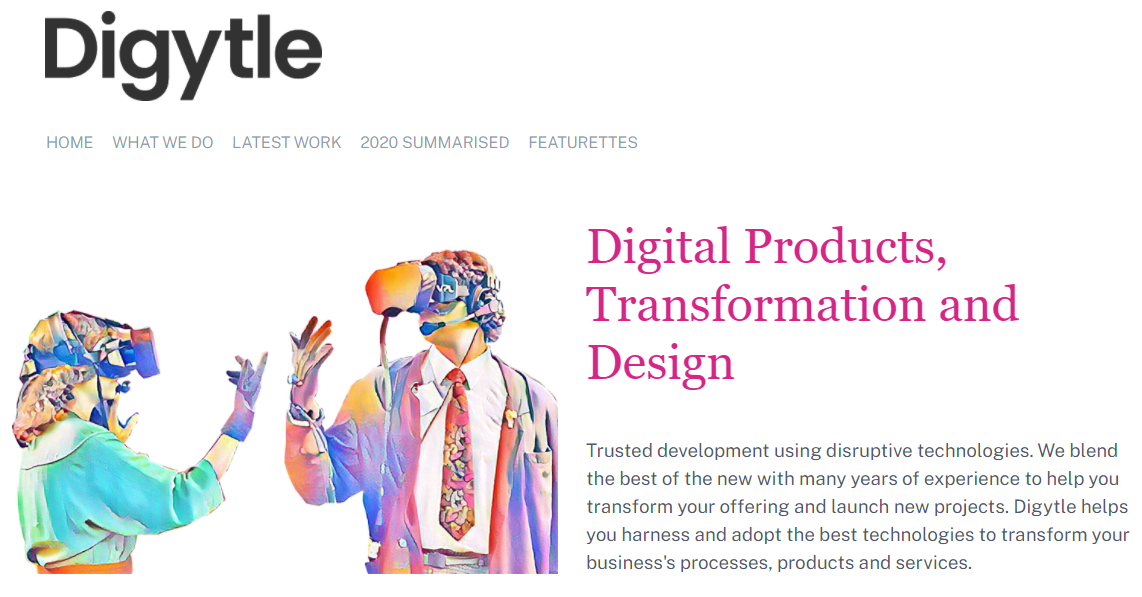 Digytle
HOME WHAT WE DO LATEST WORK 2020 SUMMARISED FEATURETTES
Digital Products,
Transformation and
Design
VPL
Trusted development using disruptive technologies. We blend
the best of the new with many years of experience to help you
transform your offering and launch new projects. Digytle helps
you harness and adopt the best technologies to transform your
business's processes, products and services.